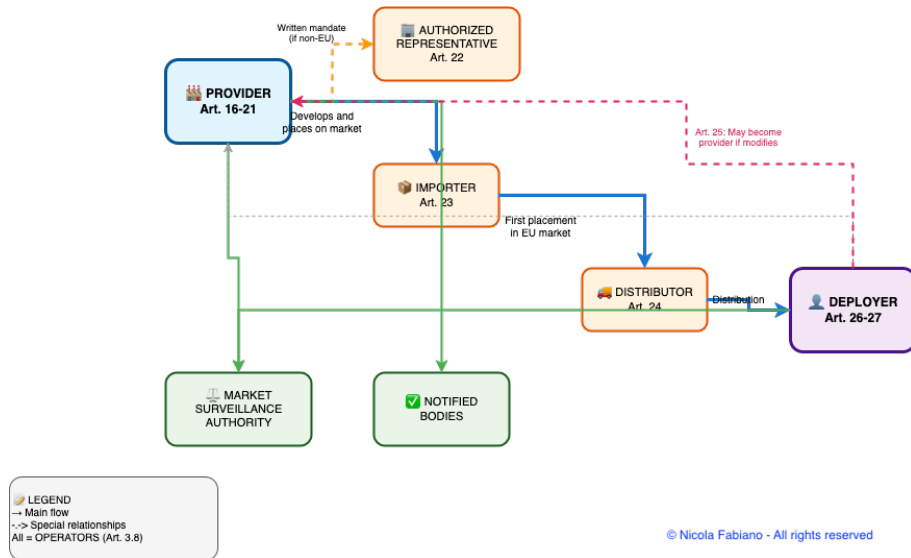 Written mandate
(if non-EU)
AUTHORIZED
REPRESENTATIVE
Art. 22
PROVIDER
Art. 16-21
Develops and
places on market
Art. 25: May become
provider if modifies
IMPORTER
Art. 23
First placement
in EU market
DISTRIBUTOR
Art. 24
Distribution
DEPLOYER
Art. 26-27
MARKET
SURVEILLANCE
AUTHORITY
NOTIFIED
BODIES
LEGEND
→ Main flow
-.-> Special relationships
All = OPERATORS (Art. 3.8)
© Nicola Fabiano - All rights reserved